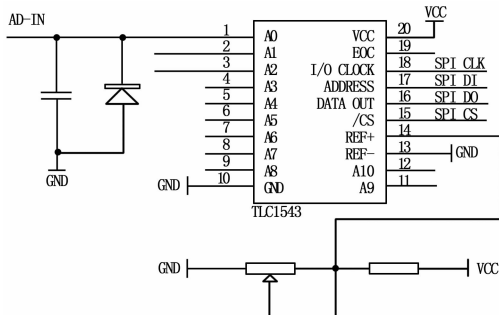 AD-IN
VCC
1 A0 VCC 20
2 A1 EOC 19
3 A2 I/O CLOCK 18 SPI CLK
4 A3 ADDRESS 17 SPI DI
5 A4 DATA OUT 16 SPI DO
6 A5 /CS 15 SPI CS
7 A6 REF+ 14
8 A7 REF- 13 GND
9 A8 A10 12
GND 10 GND A9 11
GND
TLC1543
GND VCC